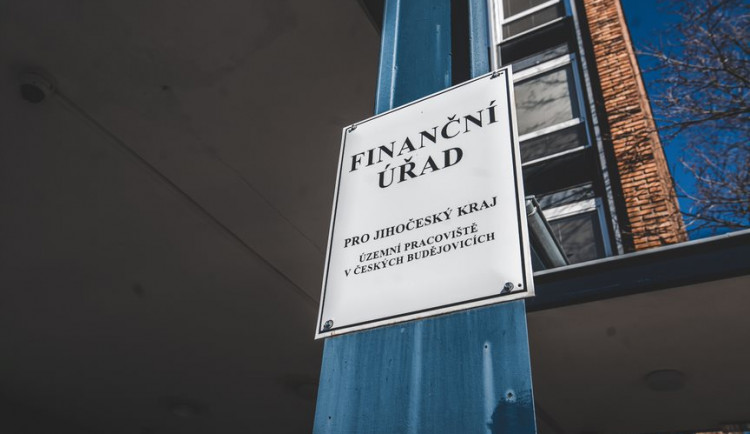 FINANČNÍ
ÚŘAD
PRO JIHOČESKÝ KRAJ
ÚZEMNÍ PRACOVIŠTĚ
V ČESKÝCH BUDĚJOVICÍCH